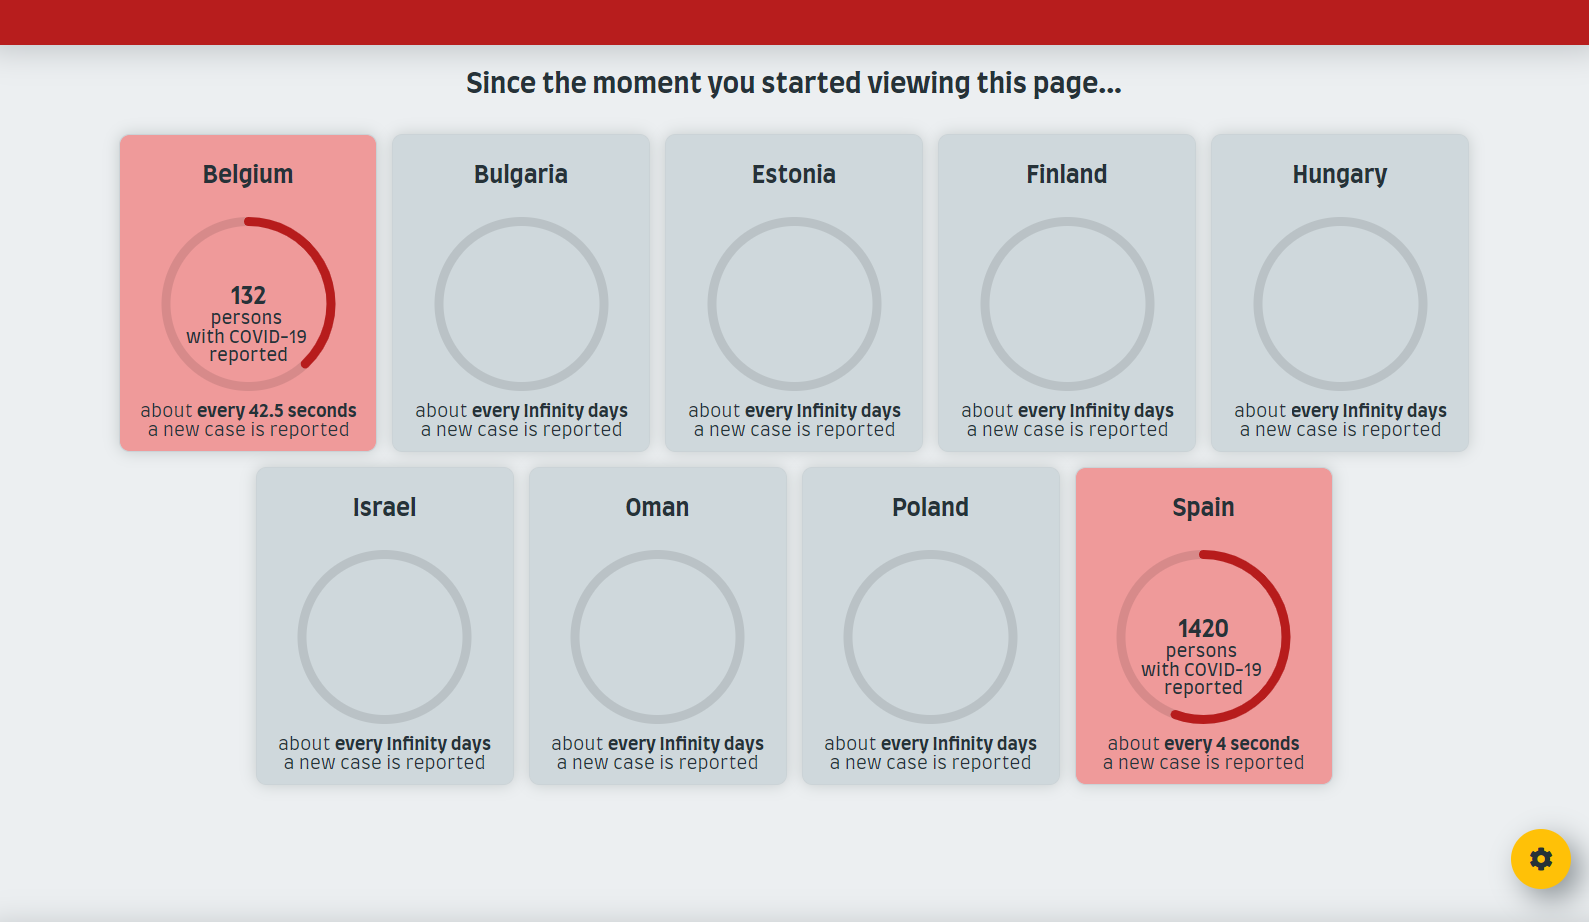 Since the moment you started viewing this page...
Belgium
132
persons
with COVID-19
reported
about every 42.5 seconds
a new case is reported
Bulgaria
about every Infinity days
a new case is reported
Estonia
about every Infinity days
a new case is reported
Finland
about every Infinity days
a new case is reported
Hungary
about every Infinity days
a new case is reported
Israel
about every Infinity days
a new case is reported
Oman
about every Infinity days
a new case is reported
Poland
about every Infinity days
a new case is reported
Spain
1420
persons
with COVID-19
reported
about every 4 seconds
a new case is reported